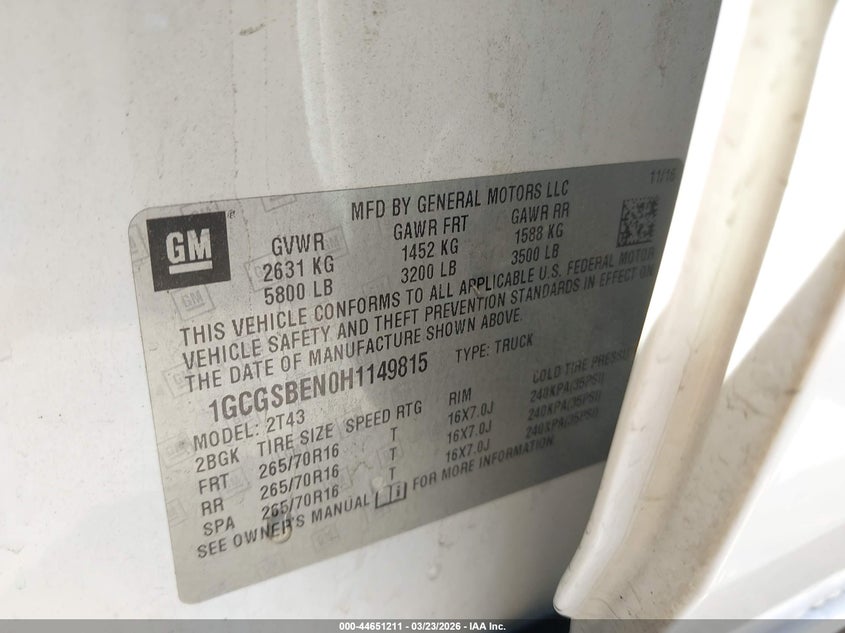 GM
MFD BY GENERAL MOTORS LLC
11/16
GVWR GAWR FRT GAWR RR
2631 KG 1452 KG 1588 KG
5800 LB 3200 LB 3500 LB
THIS VEHICLE CONFORMS TO ALL APPLICABLE U.S. FEDERAL MOTOR
VEHICLE SAFETY AND THEFT PREVENTION STANDARDS IN EFFECT ON
THE DATE OF MANUFACTURE SHOWN ABOVE.
1GCGSBEN0H1149815 TYPE: TRUCK
MODEL: 2T43
2BGK TIRE SIZE SPEED RTG RIM COLD TIRE PRESSURE
FRT 265/70R16 T 16X7.0J 240KPA(35PSI)
RR 265/70R16 T 16X7.0J 240KPA(35PSI)
SPA 265/70R16 T 16X7.0J 240KPA(35PSI)
SEE OWNER'S MANUAL FOR MORE INFORMATION
000-44651211 - 03/23/2026 - IAA Inc.